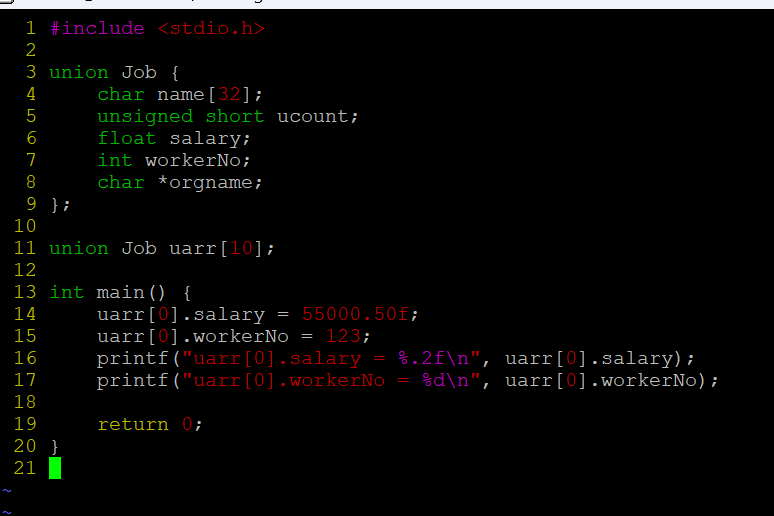 1 #include <stdio.h>
2
3 union Job {
4     char name[32];
5     unsigned short ucount;
6     float salary;
7     int workerNo;
8     char *orgname;
9 };
10
11 union Job uarr[10];
12
13 int main() {
14     uarr[0].salary = 55000.50f;
15     uarr[0].workerNo = 123;
16     printf("uarr[0].salary = %.2f\n", uarr[0].salary);
17     printf("uarr[0].workerNo = %d\n", uarr[0].workerNo);
18
19     return 0;
20 }
21
~
~